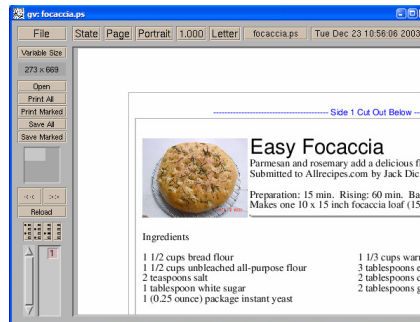 gv: focaccia.ps
File State Page Portrait 1.000 Letter focaccia.ps Tue Dec 23 10:56:06 2003
Variable Size
273 x 669
Open
Print All
Print Marked
Save All
Save Marked
<< >>
Reload
1
Side 1 Cut Out Below
Easy Focaccia
Parmesan and rosemary add a delicious
Submitted to Allrecipes.com by Jack
Preparation: 15 min. Rising: 60 min.
Makes one 10 x 15 inch focaccia loaf
Ingredients
1 1/2 cups bread flour 1 1/3 cups
1 1/2 cups unbleached all-purpose flour 3 tablespoons
2 teaspoons salt 2 tablespoons
1 tablespoon white sugar 2 tablespoons
1 (0.25 ounce) package instant yeast